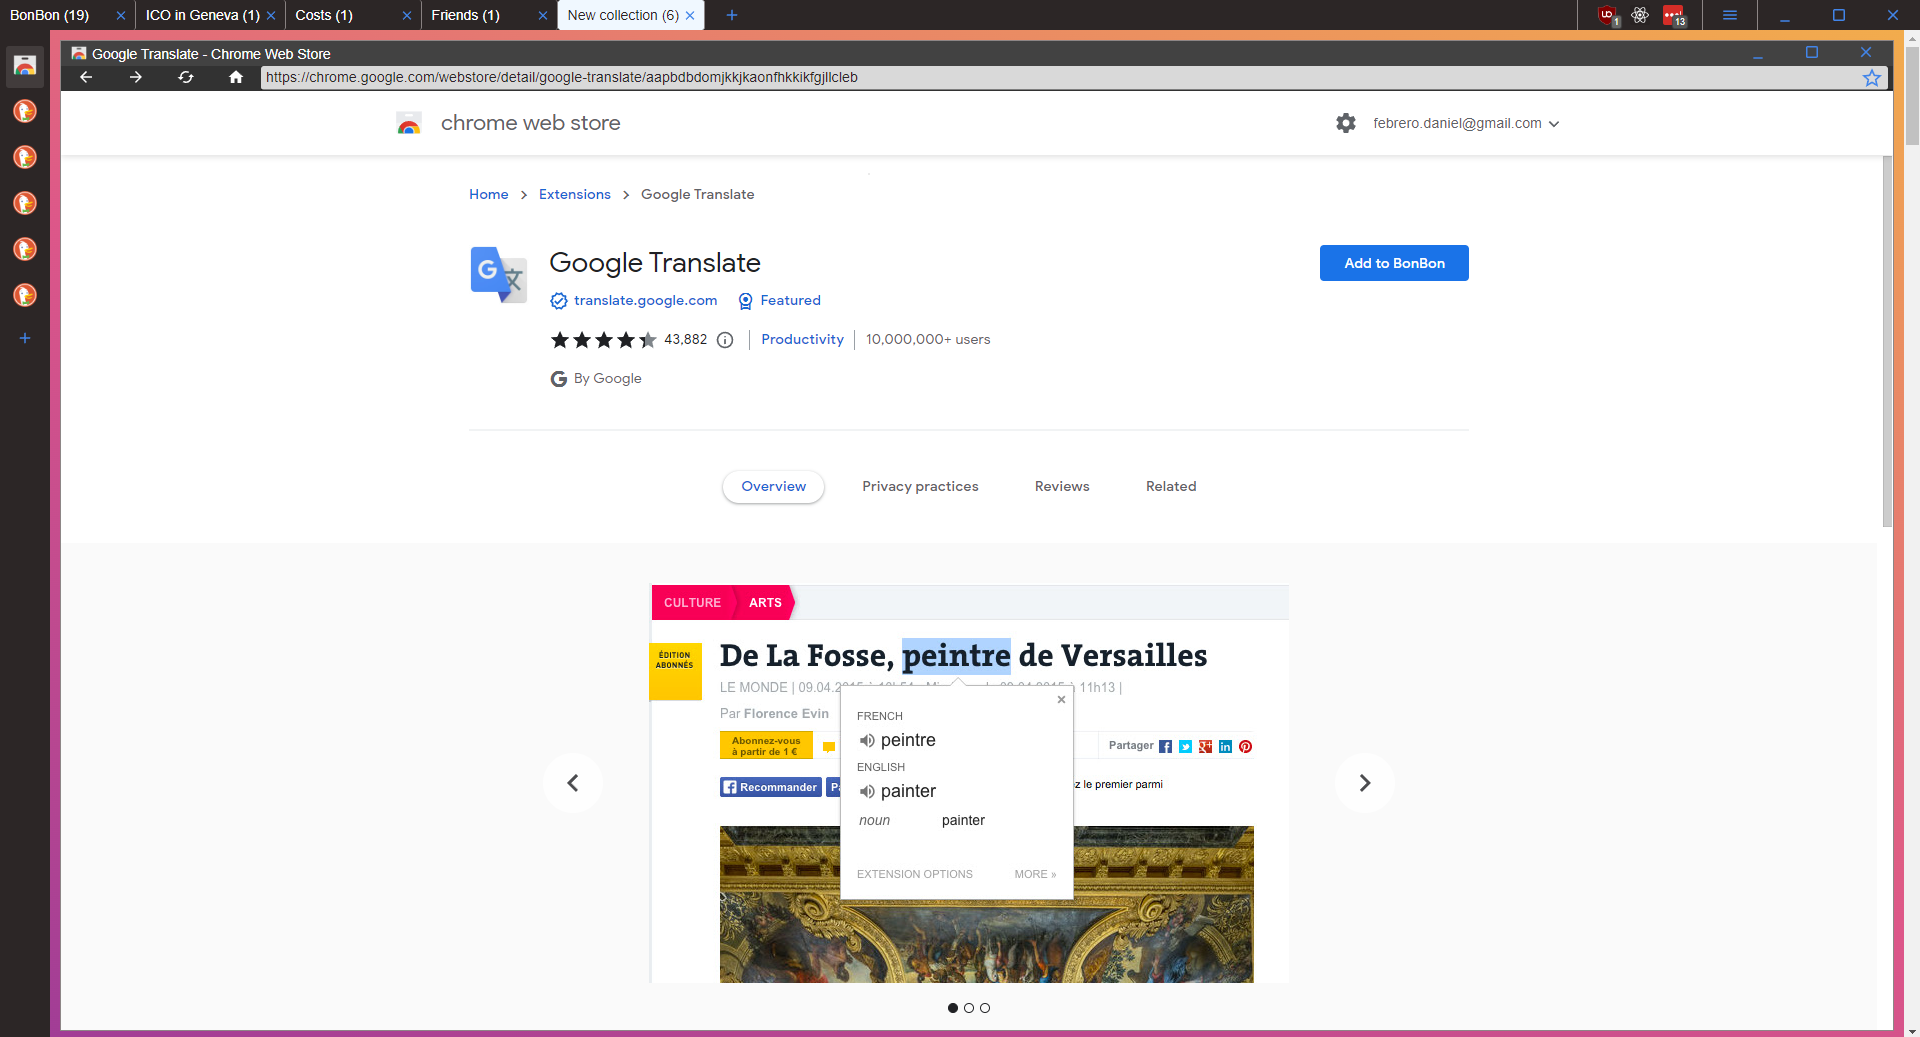 BonBon (19)
ICO in Geneva (1)
Costs (1)
Friends (1)
New collection (6)
1
13
Google Translate - Chrome Web Store
https://chrome.google.com/webstore/detail/google-translate/aapbdbdomjkkjkaonfhkkikfgjllcleb
chrome web store
febrero.daniel@gmail.com
Home > Extensions > Google Translate
Google Translate
Add to BonBon
translate.google.com
Featured
43,882
Productivity
10,000,000+ users
By Google
Overview
Privacy practices
Reviews
Related
CULTURE
ARTS
ÉDITION
ABONNÉS
De La Fosse, peintre de Versailles
LE MONDE | 09.04.2015 à 11h13 |
Par Florence Evin
Abonnez-vous
à partir de 1 €
Partager
Recommander
z le premier parmi
FRENCH
peintre
ENGLISH
painter
noun painter
EXTENSION OPTIONS
MORE »